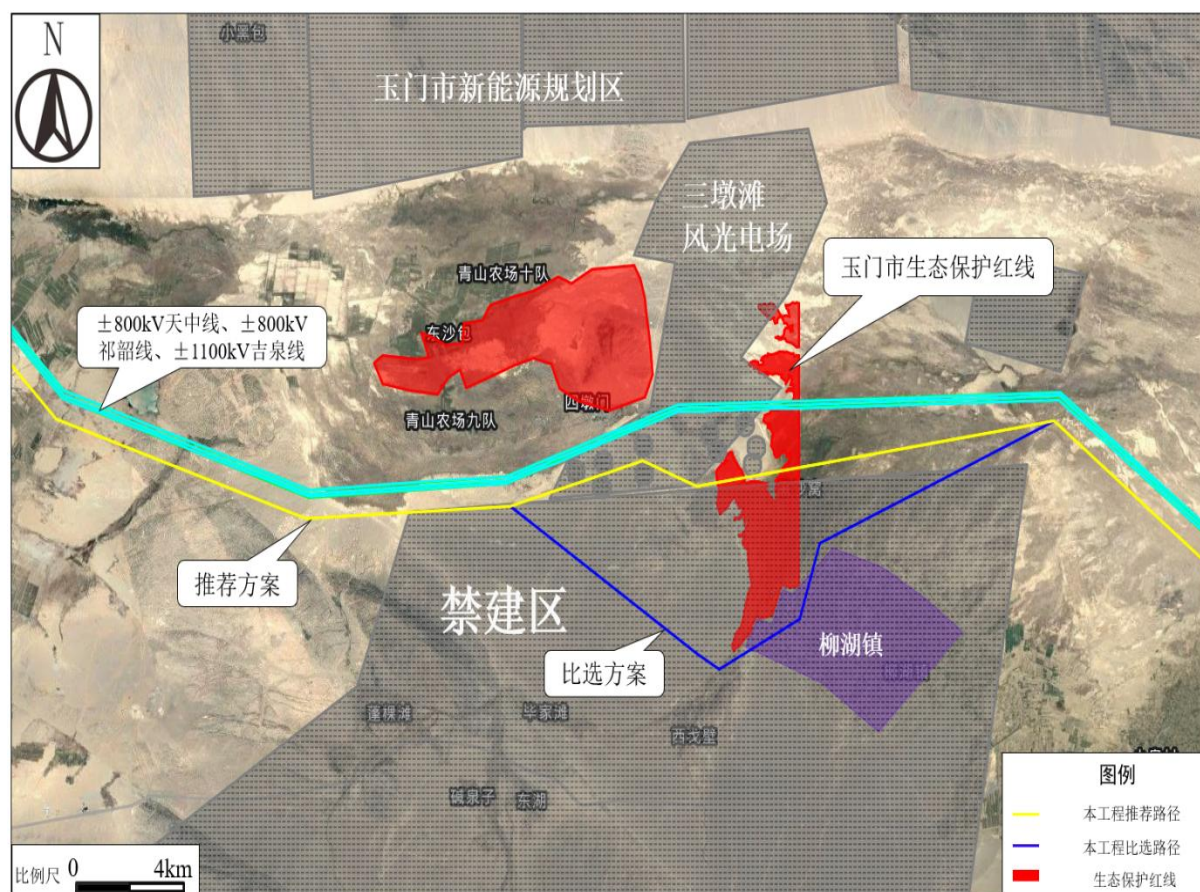 N
小黑包
玉门市新能源规划区
三墩滩
风光电场
玉门市生态保护红线
青山农场十队
±800kV天中线、±800kV
祁韶线、±1100kV吉泉线
东沙包
四墩门
青山农场九队
推荐方案
禁建区
比选方案
柳湖镇
蓬棵滩
毕家滩
西戈壁
碱泉子
东湖
图例
本工程推荐路径
本工程比选路径
生态保护红线
比例尺 0 4km